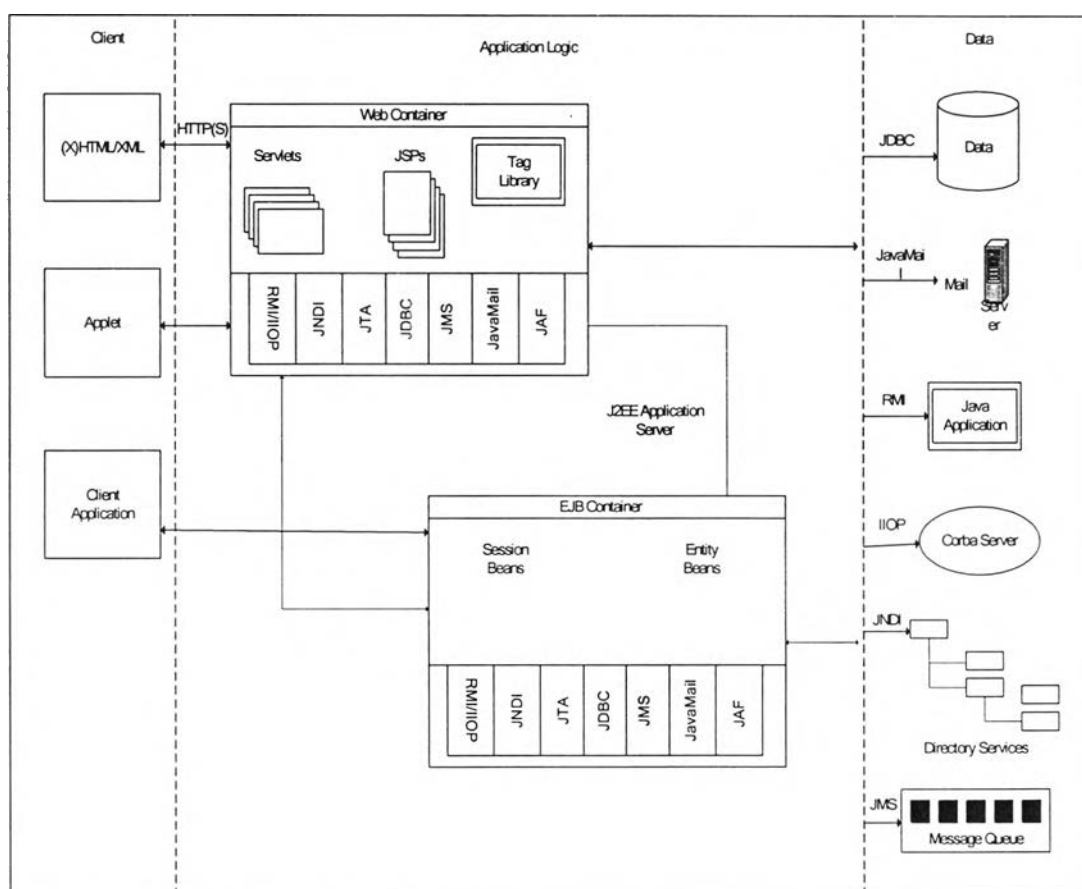 Client
Application Logic
Data
(X)HTML/XML
HTTP(S)
Web Container
Servlets
JSPs
Tag
Library
RMI/IIOP
JNDI
JTA
JDBC
JMS
JavaMail
JAF
Applet
Client
Application
J2EE Application
Server
EJB Container
Session
Beans
Entity
Beans
RMI/IIOP
JNDI
JTA
JDBC
JMS
JavaMail
JAF
JDBC
Data
JavaMai
l
Mail
Serv
er
RMI
Java
Application
IIOP
Corba Server
JNDI
Directory Services
JMS
Message Queue